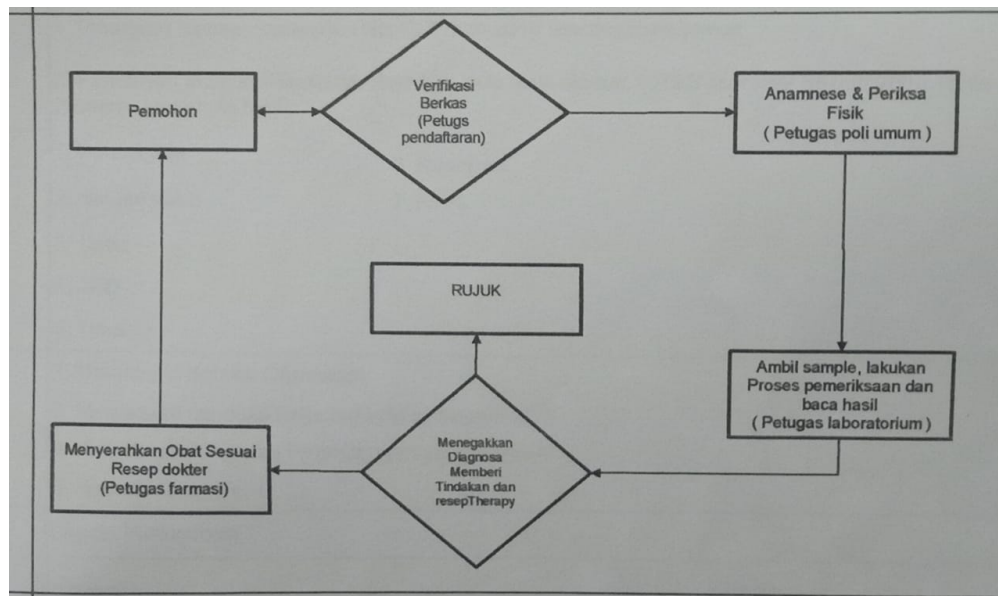 Pemohon
Verifikasi
Berkas
(Petugs
pendaftaran)
Anamnese & Periksa
Fisik
( Petugas poli umum )
RUJUK
Ambil sample, lakukan
Proses pemeriksaan dan
baca hasil
( Petugas laboratorium )
Menegakkan
Diagnosa
Memberi
Tindakan dan
resepTherapy
Menyerahkan Obat Sesuai
Resep dokter
(Petugas farmasi)